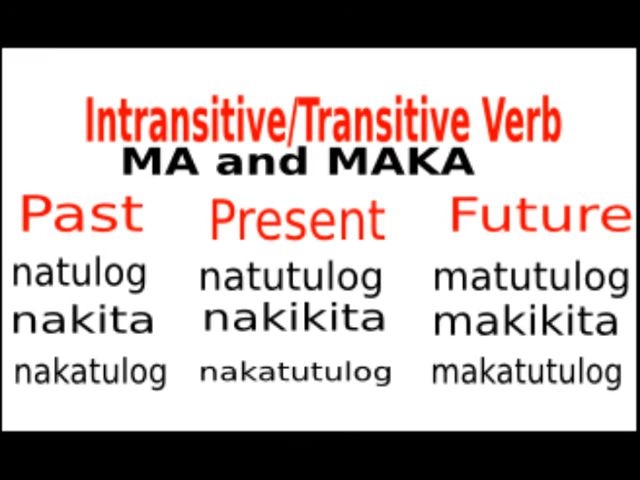 Intransitive/Transitive Verb
MA and MAKA
Past Present Future
natulog natutulog matutulog
nakita nakikita makikita
nakatulog nakatutulog makatutulog